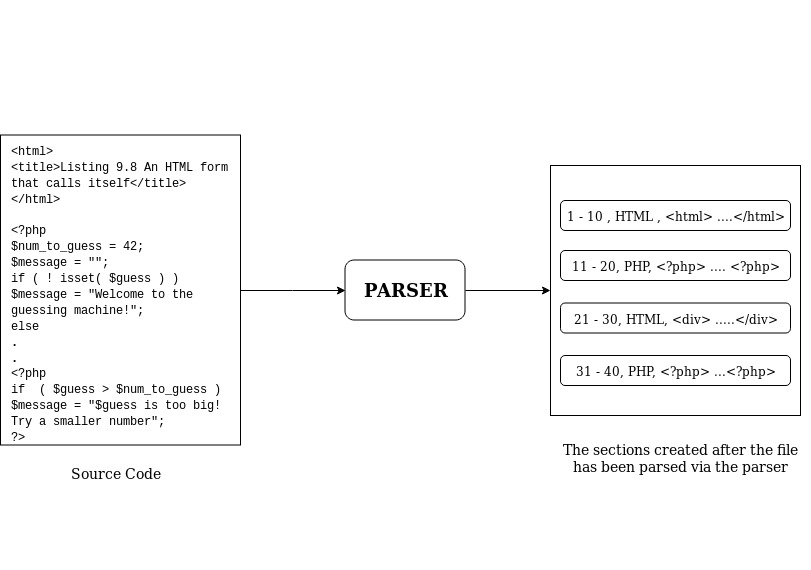 <html>
<title>Listing 9.8 An HTML form
that calls itself</title>
</html>
<?php
$num_to_guess = 42;
$message = "";
if ( ! isset( $guess ) )
$message = "Welcome to the
guessing machine!";
else
.
.
<?php
if  ( $guess > $num_to_guess )
$message = "$guess is too big!
Try a smaller number";
?>
Source Code
PARSER
1 - 10 , HTML , <html> ....</html>
11 - 20, PHP, <?php> .... <?php>
21 - 30, HTML, <div> .....</div>
31 - 40, PHP, <?php> ...<?php>
The sections created after the file
has been parsed via the parser